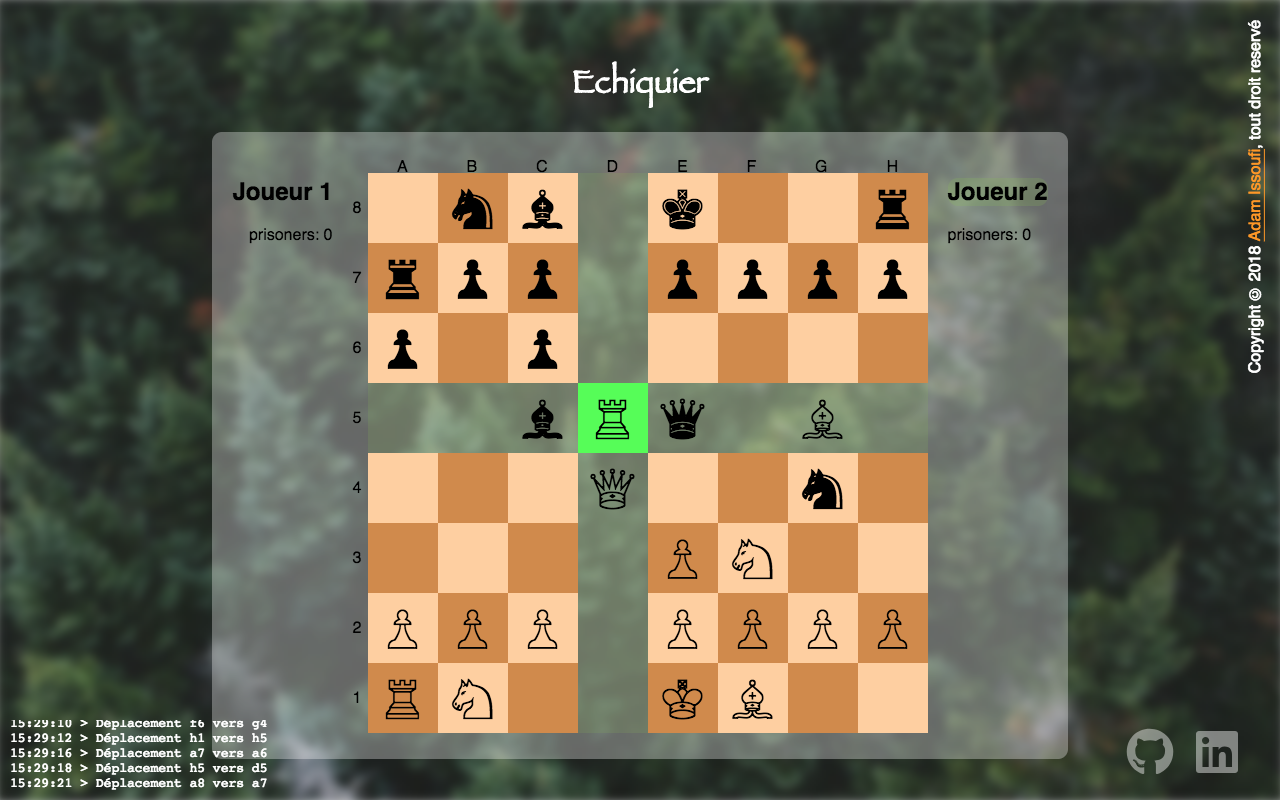 Echiquier
A B C D E F G H
Joueur 1
prisoners: 0
8
7
6
5
4
3
2
1
Joueur 2
prisoners: 0
Copyright © 2018 Adam Issoufi, tout droit reservé
15:29:10 > Déplacement f6 vers g4
15:29:12 > Déplacement h1 vers h5
15:29:16 > Déplacement a7 vers a6
15:29:18 > Déplacement h5 vers d5
15:29:21 > Déplacement a8 vers a7
in